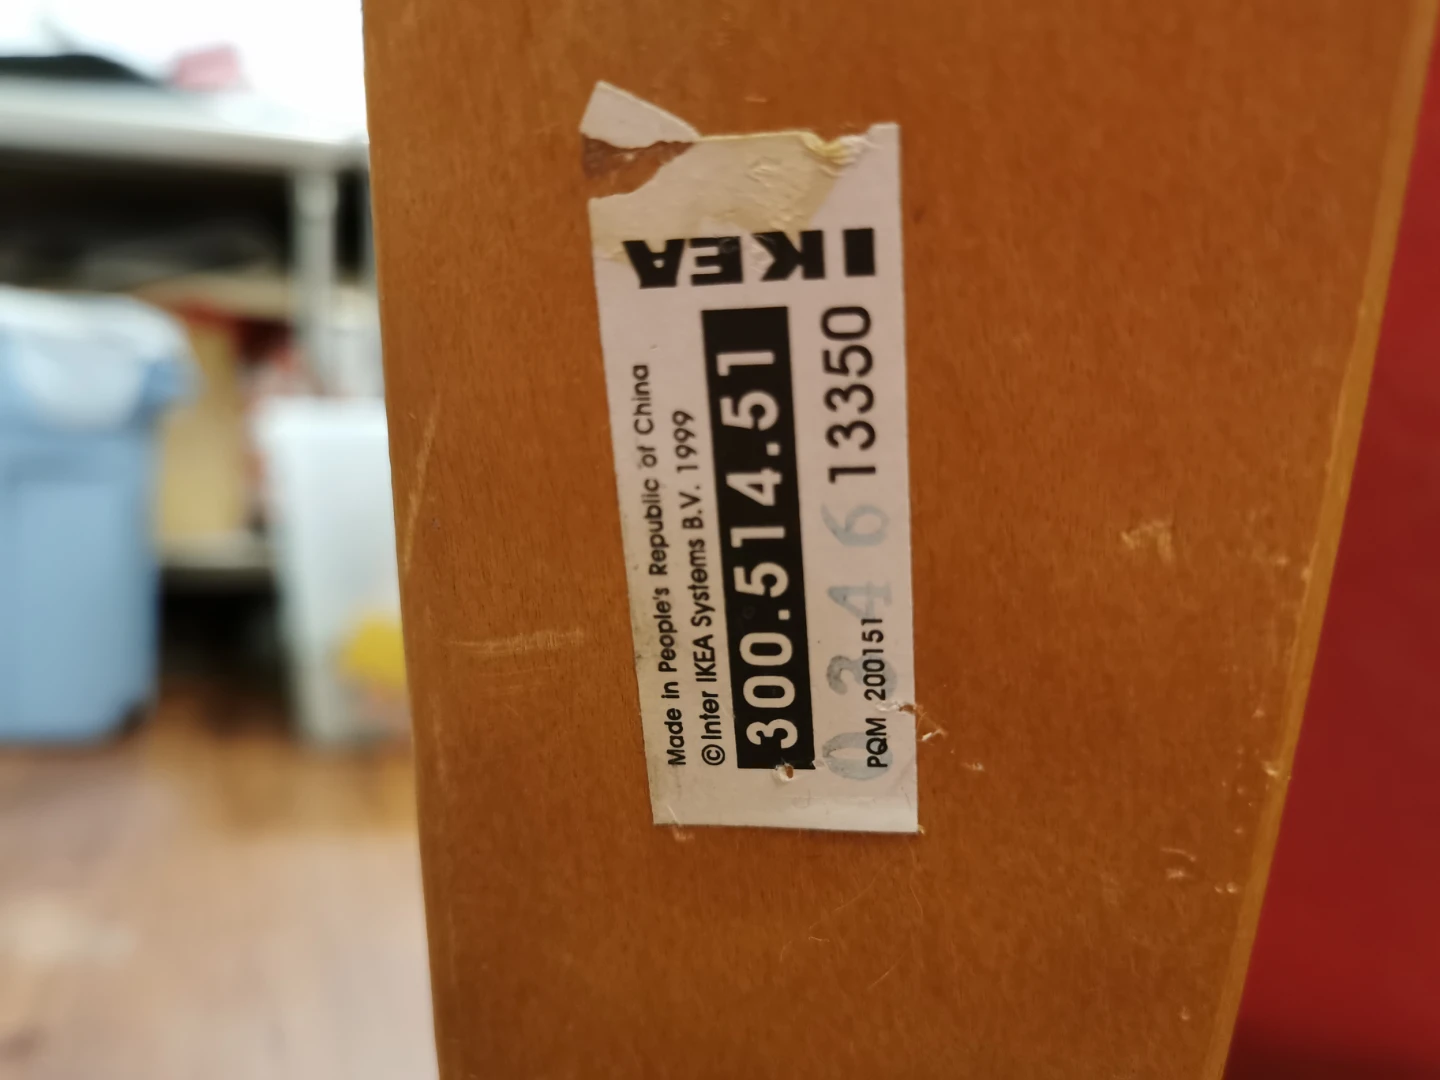 IKEA
Made in People's Republic of China
© Inter IKEA Systems B.V. 1999
300.514.51
0346 13350
PQM 200151